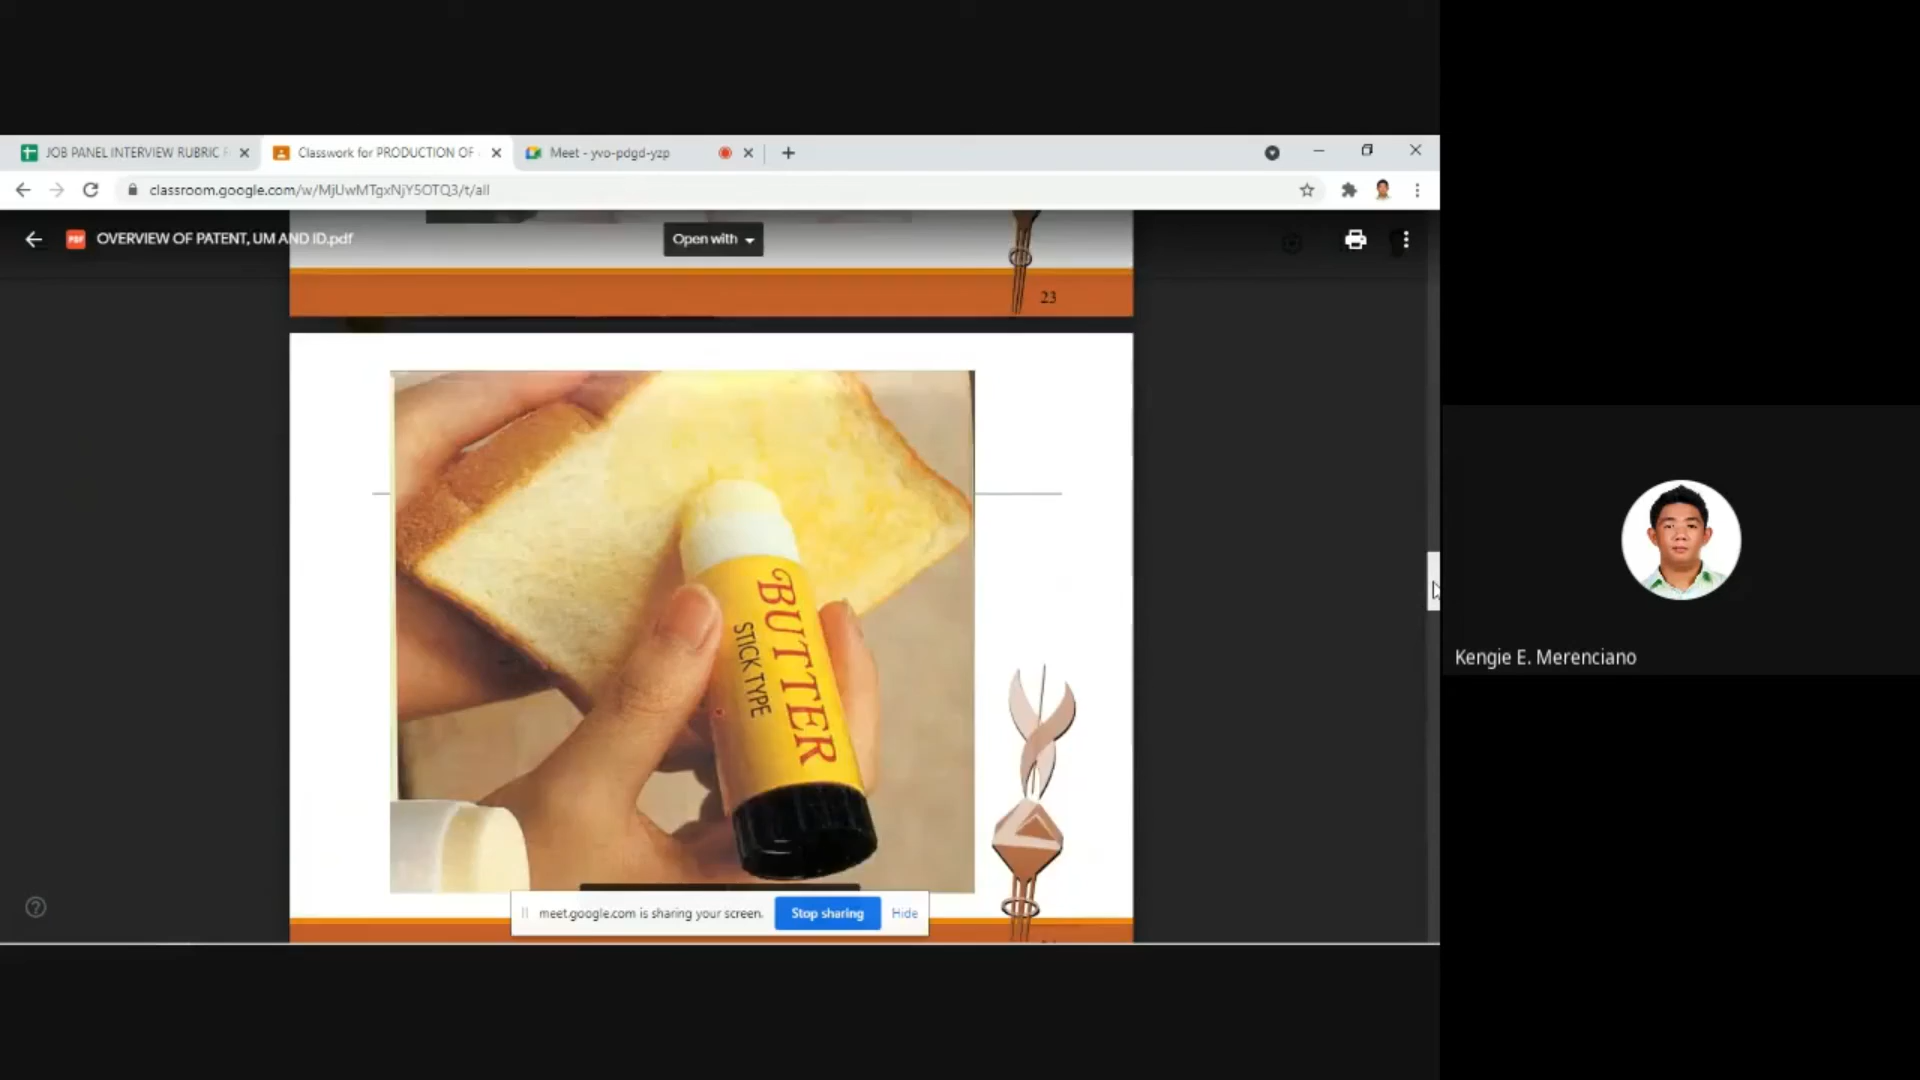 JOB PANEL INTERVIEW RUBRIC
Classwork for PRODUCTION OF
Meet - yvo-pdgd-yzp
classroom.google.com/w/MjUwMTgxNjY5OTQ3/t/all
PDF
OVERVIEW OF PATENT, UM AND ID.pdf
Open with
23
BUTTER
STICK TYPE
Kengie E. Merenciano
meet.google.com is sharing your screen.
Stop sharing
Hide